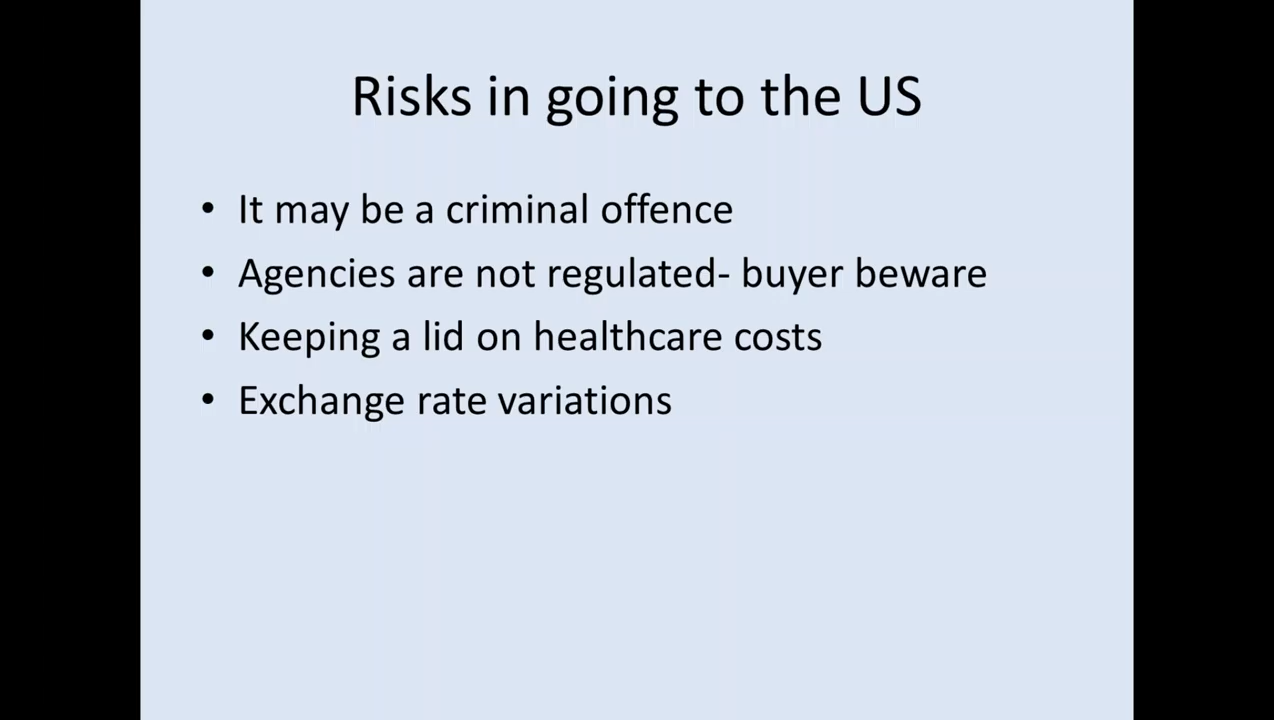 Risks in going to the US
• It may be a criminal offence
• Agencies are not regulated- buyer beware
• Keeping a lid on healthcare costs
• Exchange rate variations